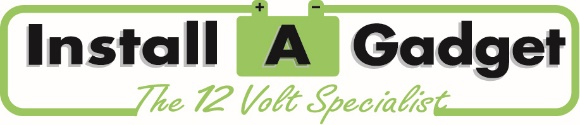 + −
Install A Gadget
The 12 Volt Specialist